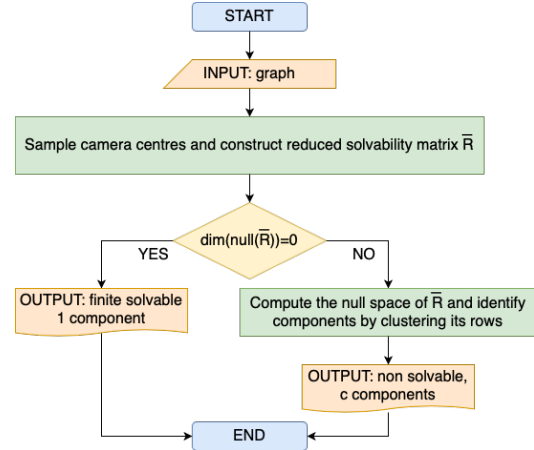 START
INPUT: graph
Sample camera centres and construct reduced solvability matrix R̅
dim(null(R̅))=0
YES
NO
OUTPUT: finite solvable
1 component
Compute the null space of R̅ and identify
components by clustering its rows
OUTPUT: non solvable,
c components
END